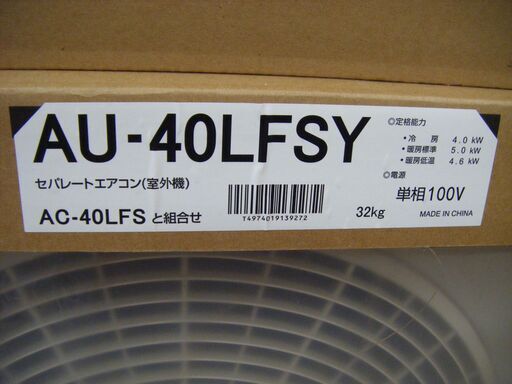 AU-40LFSY
セパレートエアコン(室外機)
AC-40LFS と組合せ
T4974019139272
32kg
◎定格能力
・冷 房 4.0 kW
・暖房標準 5.0 kW
・暖房低温 4.6 kW
◎電源
単相100V
MADE IN CHINA